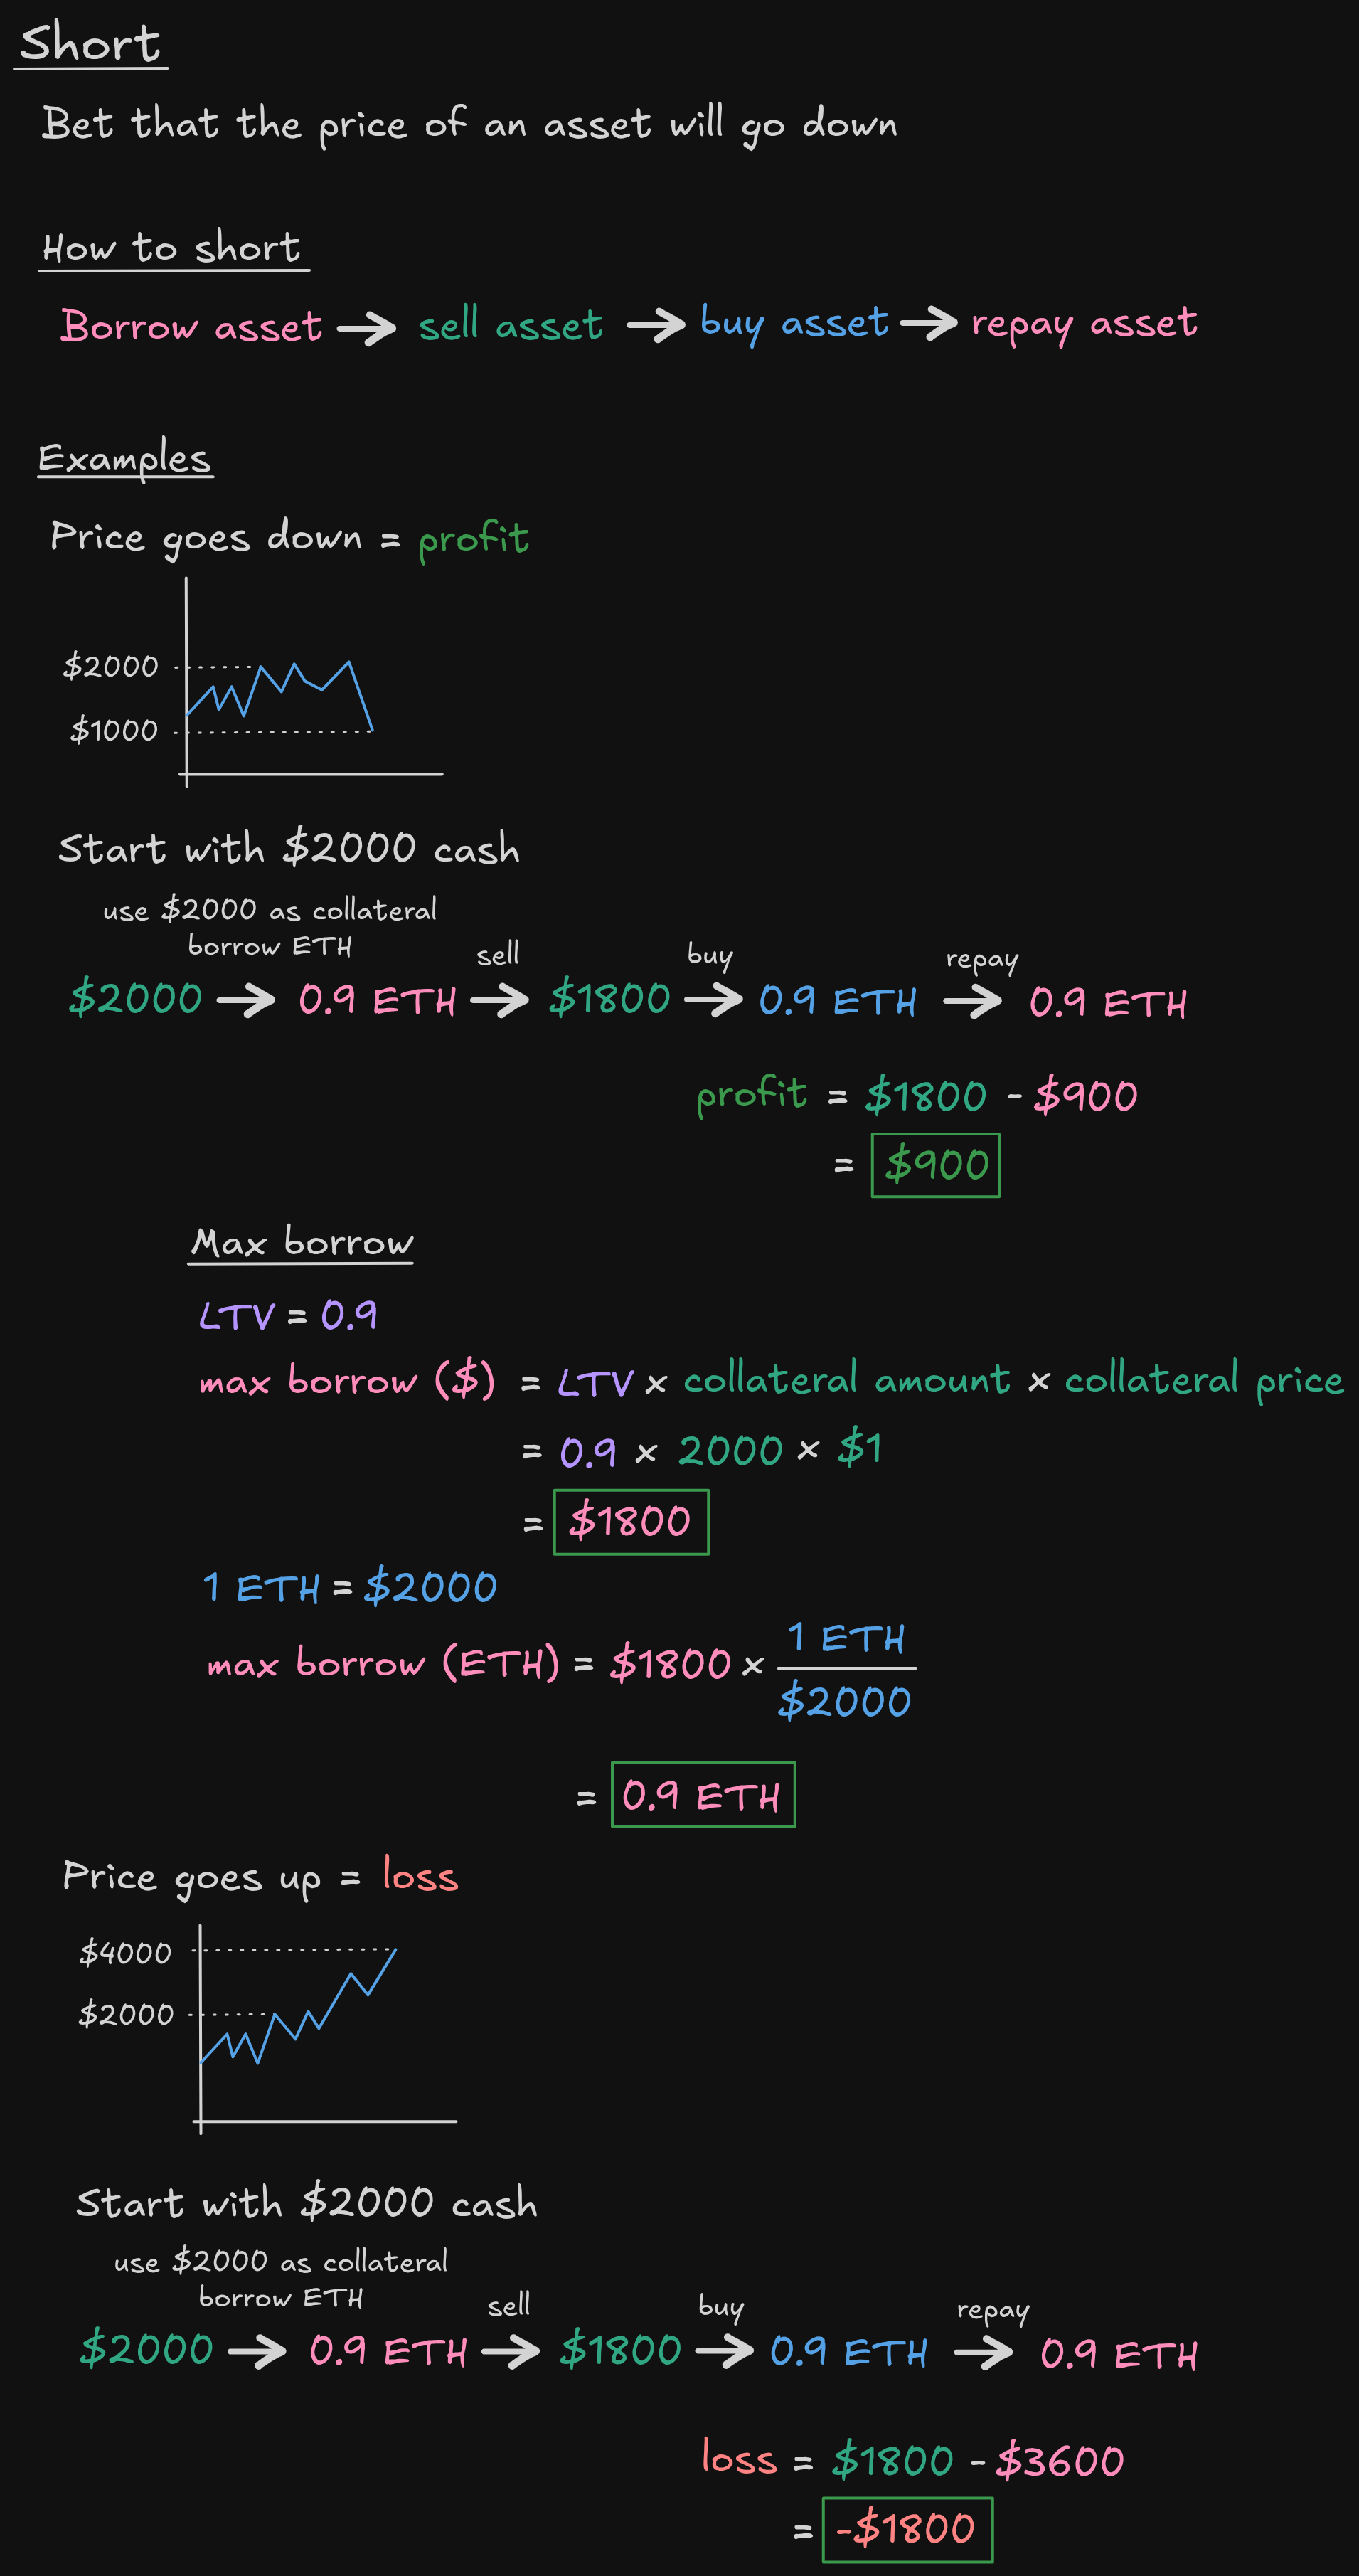 Short
Bet that the price of an asset will go down
How to short
Borrow asset → sell asset → buy asset → repay asset
Examples
Price goes down = profit
$2000
$1000
Start with $2000 cash
use $2000 as collateral
borrow ETH
sell
buy
repay
$2000 → 0.9 ETH → $1800 → 0.9 ETH → 0.9 ETH
profit = $1800 - $900
= $900
Max borrow
LTV = 0.9
max borrow ($) = LTV x collateral amount x collateral price
= 0.9 x 2000 x $1
= $1800
1 ETH = $2000
max borrow (ETH) = $1800 x 1 ETH
$2000
= 0.9 ETH
Price goes up = loss
$4000
$2000
Start with $2000 cash
use $2000 as collateral
borrow ETH
sell
buy
repay
$2000 → 0.9 ETH → $1800 → 0.9 ETH → 0.9 ETH
loss = $1800 - $3600
= -$1800